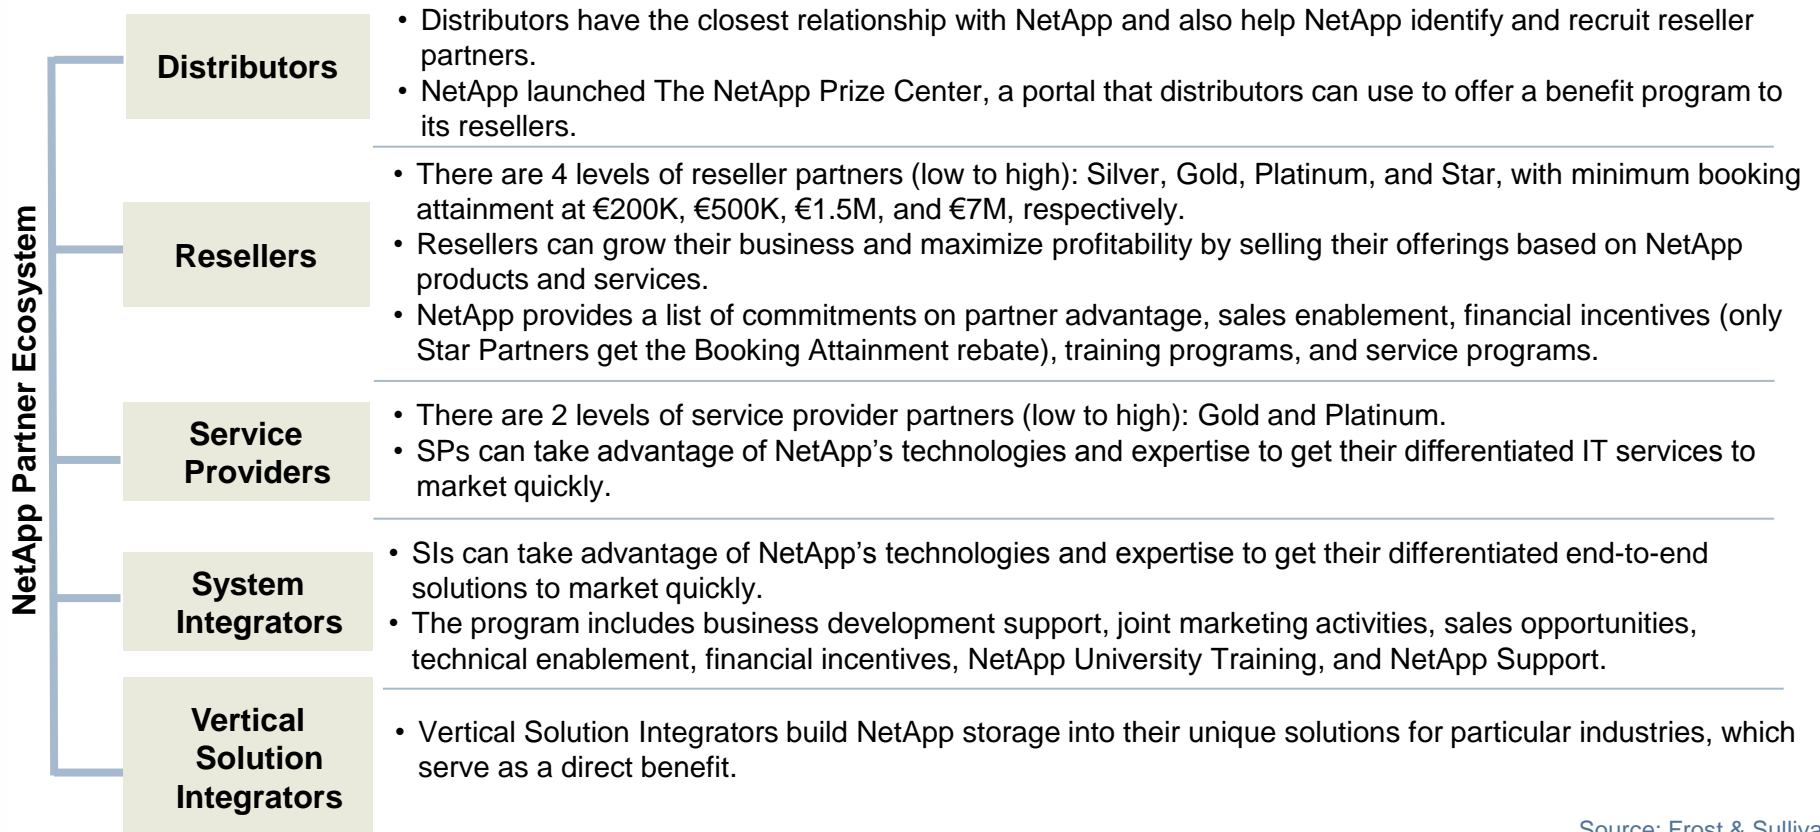 NetApp Partner Ecosystem
Distributors
• Distributors have the closest relationship with NetApp and also help NetApp identify and recruit reseller
partners.
• NetApp launched The NetApp Prize Center, a portal that distributors can use to offer a benefit program to
its resellers.
Resellers
• There are 4 levels of reseller partners (low to high): Silver, Gold, Platinum, and Star, with minimum booking
attainment at €200K, €500K, €1.5M, and €7M, respectively.
• Resellers can grow their business and maximize profitability by selling their offerings based on NetApp
products and services.
• NetApp provides a list of commitments on partner advantage, sales enablement, financial incentives (only
Star Partners get the Booking Attainment rebate), training programs, and service programs.
Service
Providers
• There are 2 levels of service provider partners (low to high): Gold and Platinum.
• SPs can take advantage of NetApp’s technologies and expertise to get their differentiated IT services to
market quickly.
System
Integrators
• SIs can take advantage of NetApp’s technologies and expertise to get their differentiated end-to-end
solutions to market quickly.
• The program includes business development support, joint marketing activities, sales opportunities,
technical enablement, financial incentives, NetApp University Training, and NetApp Support.
Vertical
Solution
Integrators
• Vertical Solution Integrators build NetApp storage into their unique solutions for particular industries, which
serve as a direct benefit.
Source: Frost &